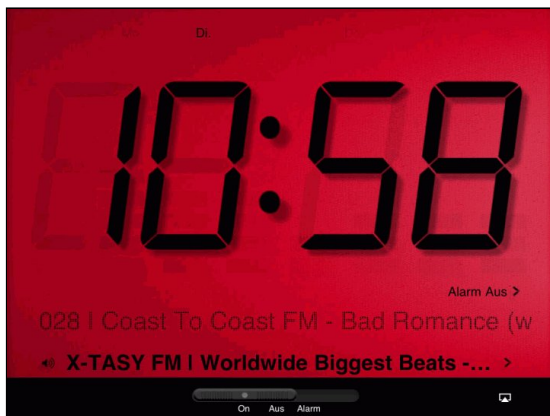 Di.
10:58
Alarm Aus >
028 | Coast To Coast FM - Bad Romance (w
X-TASY FM | Worldwide Biggest Beats -... >
On Aus Alarm